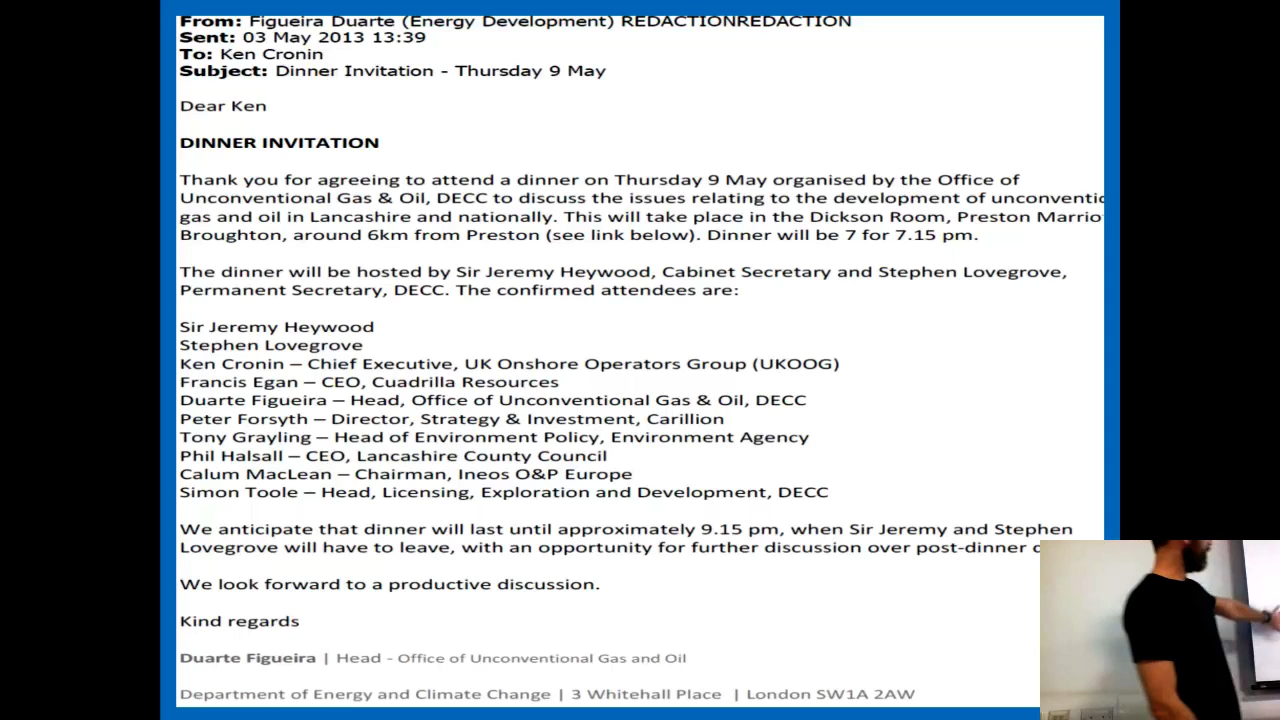 From: Figueira Duarte (Energy Development) REDACTIONREDACTION
Sent: 03 May 2013 13:39
To: Ken Cronin
Subject: Dinner Invitation - Thursday 9 May
Dear Ken
DINNER INVITATION
Thank you for agreeing to attend a dinner on Thursday 9 May organised by the Office of
Unconventional Gas & Oil, DECC to discuss the issues relating to the development of
gas and oil in Lancashire and nationally. This will take place in the Dickson Room, Preston
Broughton, around 6km from Preston (see link below). Dinner will be 7 for 7.15 pm.
The dinner will be hosted by Sir Jeremy Heywood, Cabinet Secretary and Stephen Lovegrove,
Permanent Secretary, DECC. The confirmed attendees are:
Sir Jeremy Heywood
Stephen Lovegrove
Ken Cronin – Chief Executive, UK Onshore Operators Group (UKOOG)
Francis Egan – CEO, Cuadrilla Resources
Duarte Figueira – Head, Office of Unconventional Gas & Oil, DECC
Peter Forsyth – Director, Strategy & Investment, Carillion
Tony Grayling – Head of Environment Policy, Environment Agency
Phil Halsall – CEO, Lancashire County Council
Calum MacLean – Chairman, Ineos O&P Europe
Simon Toole – Head, Licensing, Exploration and Development, DECC
We anticipate that dinner will last until approximately 9.15 pm, when Sir Jeremy and Stephen
Lovegrove will have to leave, with an opportunity for further discussion over post-dinner
We look forward to a productive discussion.
Kind regards
Duarte Figueira | Head - Office of Unconventional Gas and Oil
Department of Energy and Climate Change | 3 Whitehall Place | London SW1A 2AW